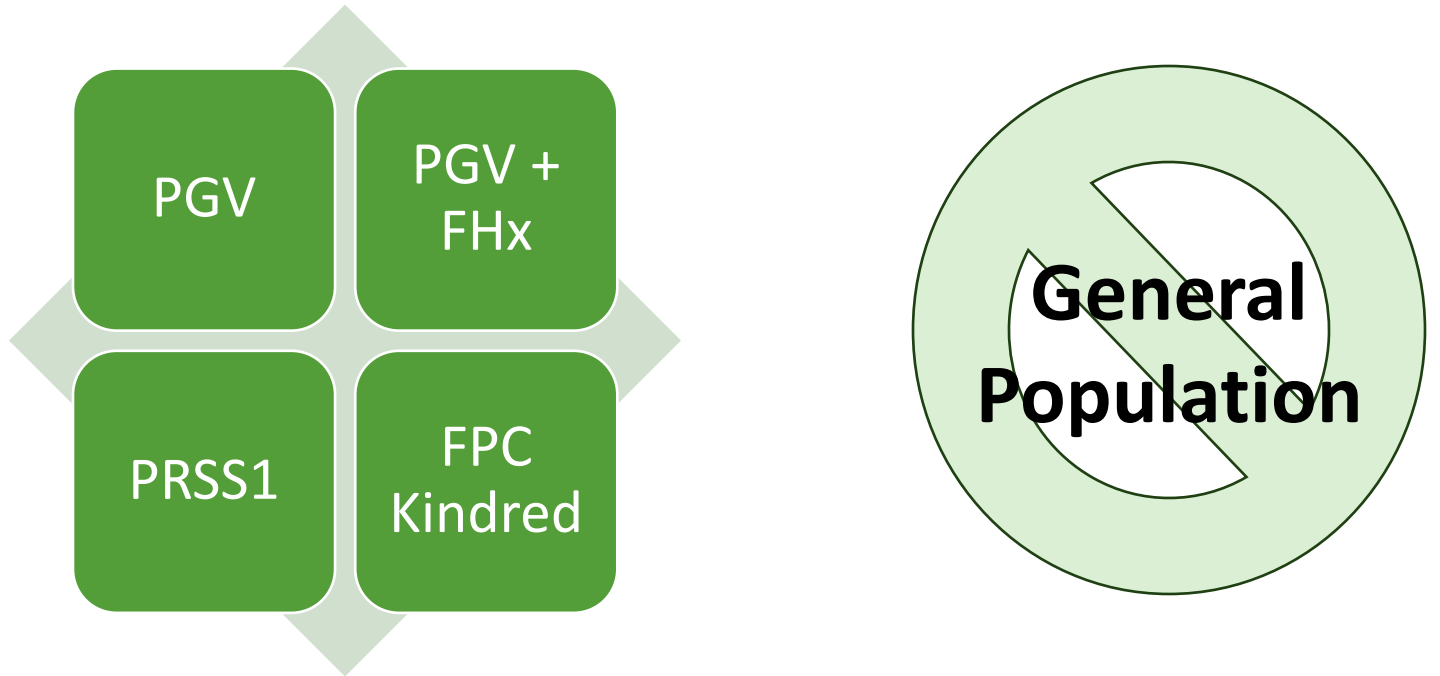 PGV
PGV +
FHx
PRSS1
FPC
Kindred
General
Population